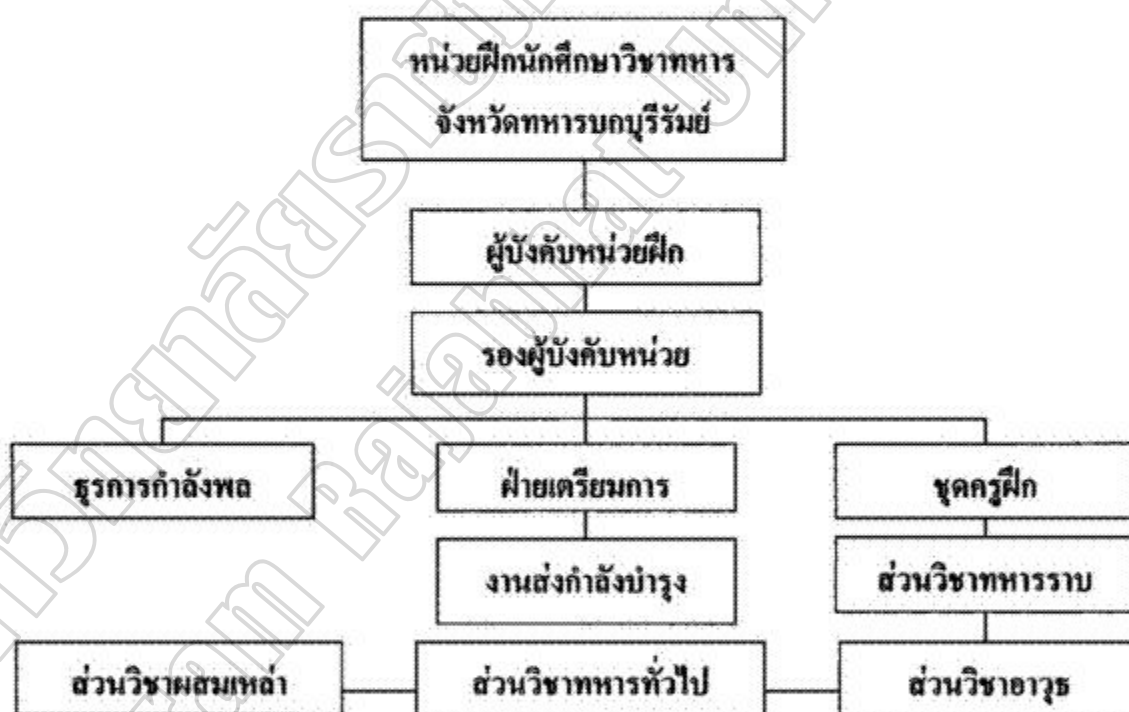 หน่วยฝึกนักศึกษาวิชาทหาร
จังหวัดทหารบกบุรีรัมย์
ผู้บังคับหน่วยฝึก
รองผู้บังคับหน่วย
ธุรการกำลังพล
ฝ่ายเตรียมการ
ชุดครูฝึก
งานส่งกำลังบำรุง
ส่วนวิชาทหารราบ
ส่วนวิชาผสมเหล่า
ส่วนวิชาทหารทั่วไป
ส่วนวิชาอาวุธ
Rajabhat